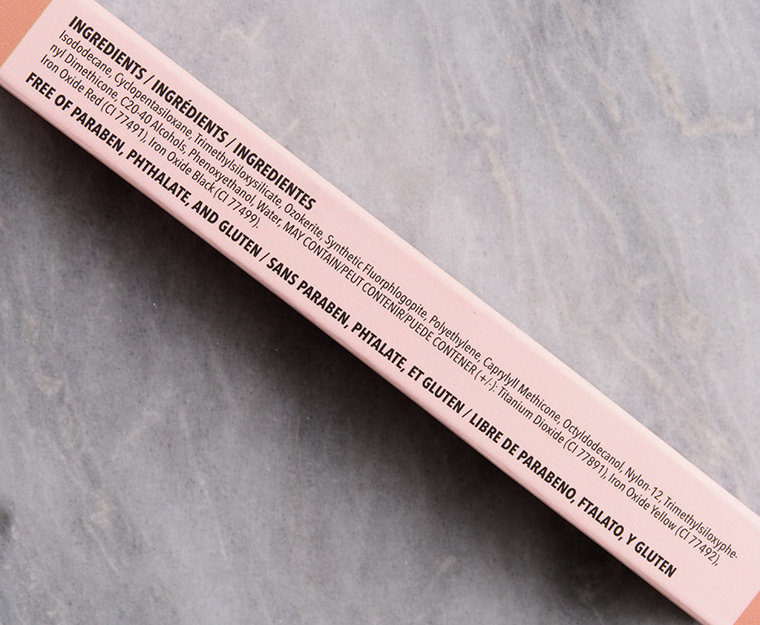 INGREDIENTS / INGRÉDIENTS / INGREDIENTES
Isododecane, Cyclopentasiloxane, Trimethylsiloxysilicate, Ozokerite, Synthetic Fluorphlogopite, Polyethylene, Caprylyll Methicone, Octyldodecanol, Nylon-12, Trimethylsiloxyphe-
nyl Dimethicone, C20-40 Alcohols, Phenoxyethanol, Water, MAY CONTAIN/PEUT CONTENIR/PUEDE CONTENER (+/-): Titanium Dioxide (CI 77891), Iron Oxide Yellow (CI 77492),
Iron Oxide Red (CI 77491), Iron Oxide Black (CI 77499).
FREE OF PARABEN, PHTHALATE, AND GLUTEN / SANS PARABEN, PHTALATE, ET GLUTEN / LIBRE DE PARABENO, FTALATO, Y GLUTEN